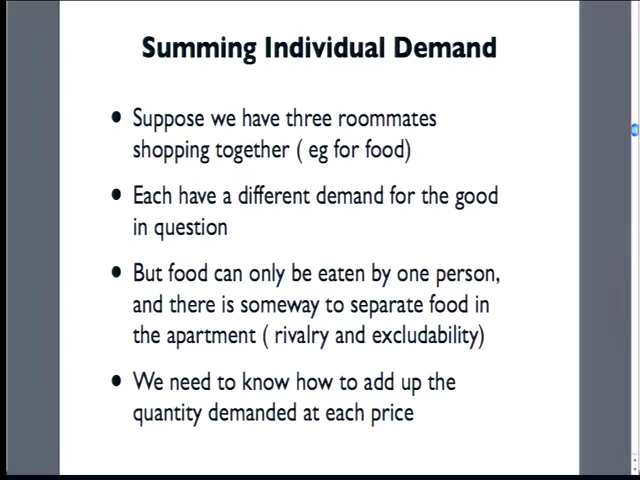 Summing Individual Demand
• Suppose we have three roommates
shopping together ( eg for food)
• Each have a different demand for the good
in question
• But food can only be eaten by one person,
and there is someway to separate food in
the apartment ( rivalry and excludability)
• We need to know how to add up the
quantity demanded at each price